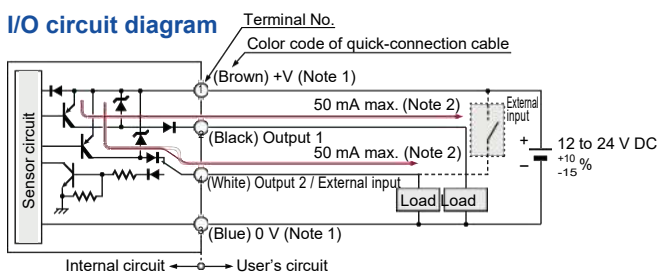 I/O circuit diagram
Terminal No.
Color code of quick-connection cable
1
(Brown) +V (Note 1)
50 mA max. (Note 2)
External
input
2
(Black) Output 1
50 mA max. (Note 2)
+
12 to 24 V DC
+10
-15 %
–
Sensor circuit
4
(White) Output 2 / External input
Load
Load
3
(Blue) 0 V (Note 1)
Internal circuit
User's circuit